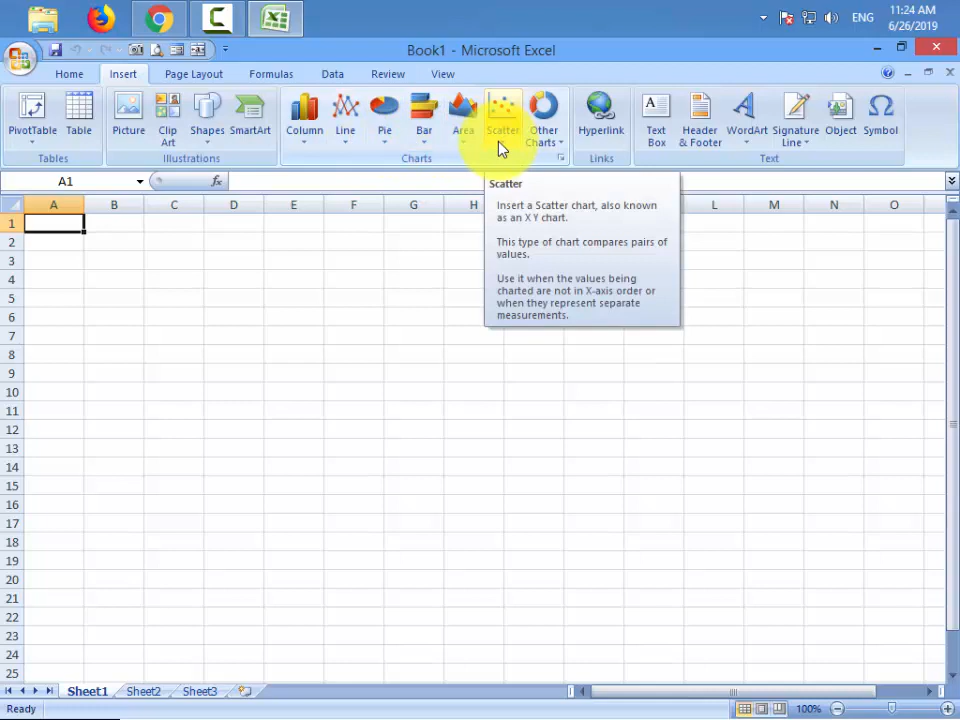 11:24 AM
ENG
6/26/2019
Book1 - Microsoft Excel
Home Insert Page Layout Formulas Data Review View
PivotTable Table Picture Clip Art Shapes SmartArt Column Line Pie Bar Area Scatter Other Charts Hyperlink Text Box Header & Footer WordArt Signature Line Object Symbol
Tables Illustrations Charts Links Text
A1 fx
A B C D E F G H L M N O
Scatter
Insert a Scatter chart, also known
as an X Y chart.
This type of chart compares pairs of
values.
Use it when the values being
charted are not in X-axis order or
when they represent separate
measurements.
1
2
3
4
5
6
7
8
9
10
11
12
13
14
15
16
17
18
19
20
21
22
23
24
25
Sheet1 Sheet2 Sheet3
Ready 100%